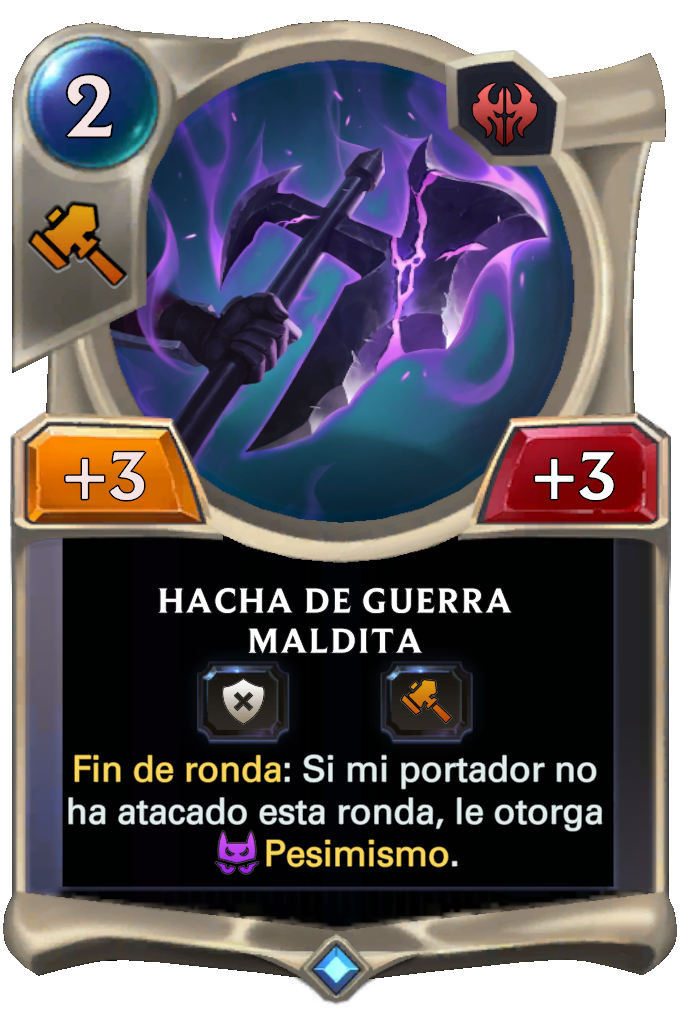 2
+3
+3
HACHA DE GUERRA
MALDITA
Fin de ronda: Si mi portador no
ha atacado esta ronda, le otorga
Pesimismo.